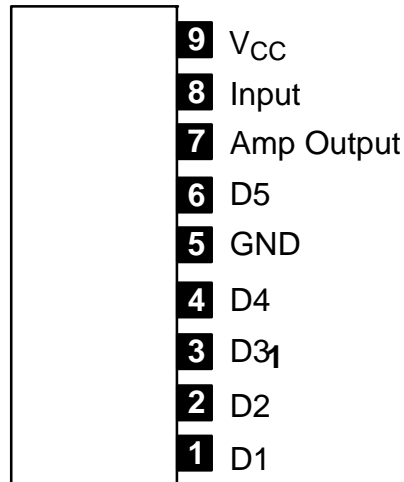 9 VCC
8 Input
7 Amp Output
6 D5
5 GND
4 D4
3 D31
2 D2
1 D1